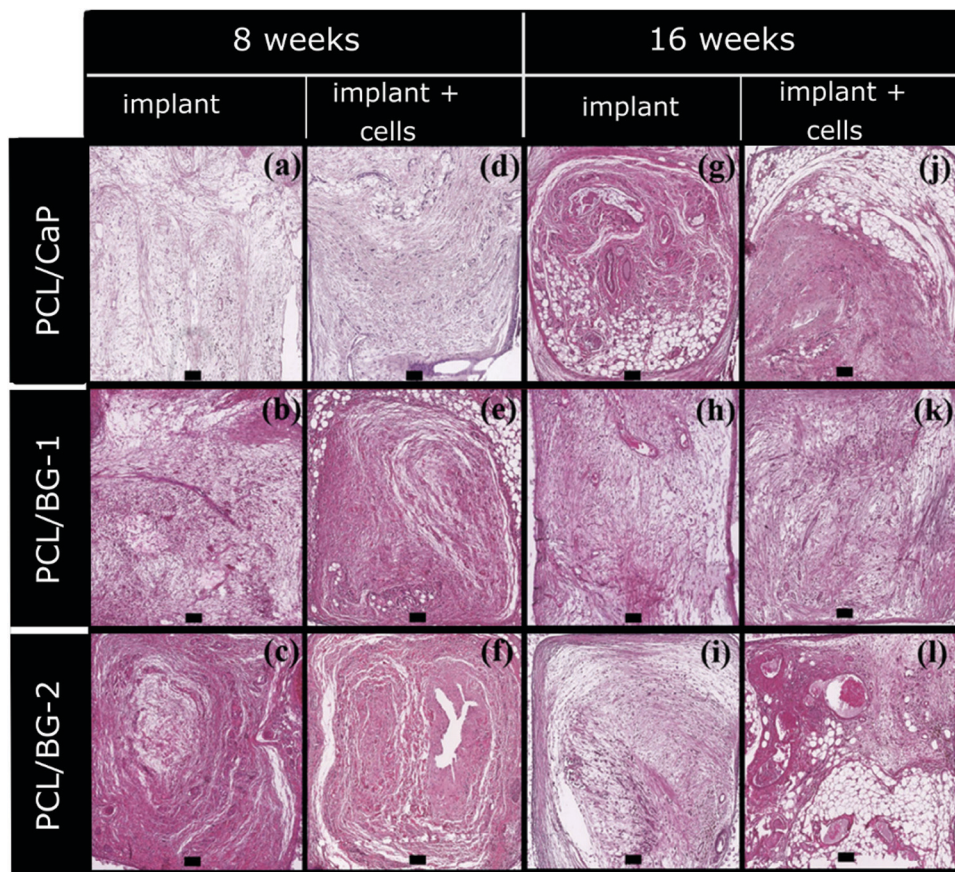 8 weeks
16 weeks
implant
implant +
cells
implant
implant +
cells
PCL/CaP
(a)
(d)
(g)
(j)
PCL/BG-1
(b)
(e)
(h)
(k)
PCL/BG-2
(c)
(f)
(i)
(l)